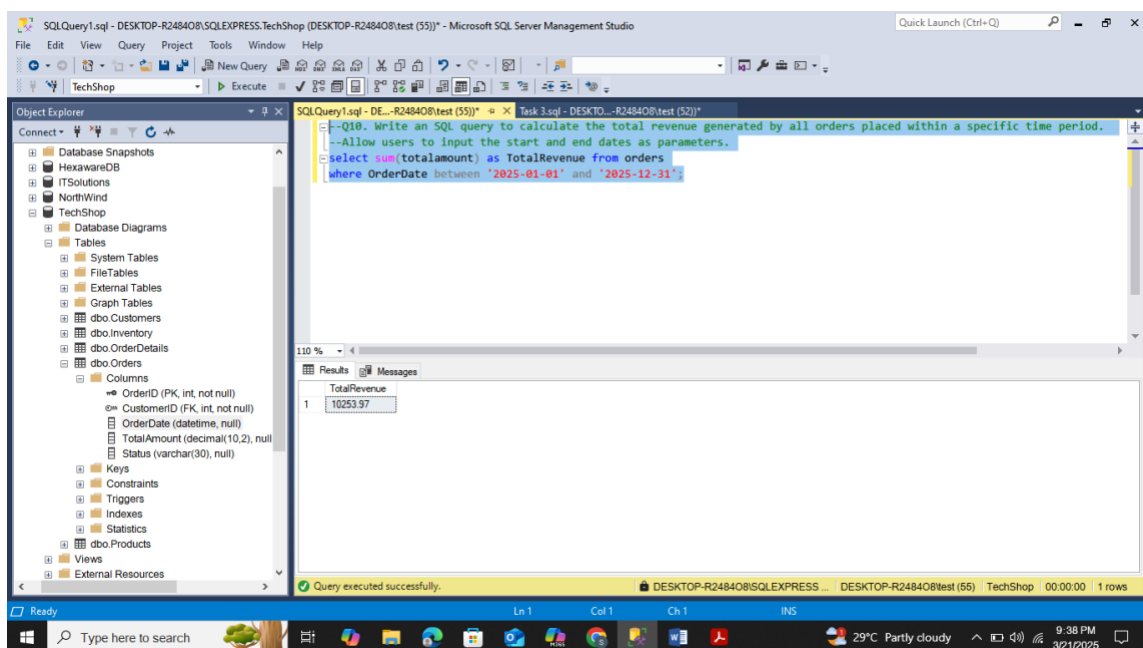 SQLQuery1.sql - DESKTOP-R2484O8\SQLEXPRESS.TechShop (DESKTOP-R2484O8\test (55))* - Microsoft SQL Server Management Studio
Quick Launch (Ctrl+Q)
File Edit View Query Project Tools Window Help
New Query
TechShop Execute
Object Explorer
SQLQuery1.sql - DE...-R2484O8\test (55))* Task 3.sql - DESKTO...-R2484O8\test (52))*
Connect
Database Snapshots
HexawareDB
ITSolutions
NorthWind
TechShop
Database Diagrams
Tables
System Tables
FileTables
External Tables
Graph Tables
dbo.Customers
dbo.Inventory
dbo.OrderDetails
dbo.Orders
Columns
OrderID (PK, int, not null)
CustomerID (FK, int, not null)
OrderDate (datetime, null)
TotalAmount (decimal(10,2), null
Status (varchar(30), null)
Keys
Constraints
Triggers
Indexes
Statistics
dbo.Products
Views
External Resources
--Q10. Write an SQL query to calculate the total revenue generated by all orders placed within a specific time period.
--Allow users to input the start and end dates as parameters.
select sum(totalamount) as TotalRevenue from orders
where OrderDate between '2025-01-01' and '2025-12-31';
110 %
Results Messages
TotalRevenue
1 10253.97
Query executed successfully. DESKTOP-R2484O8\SQLEXPRESS ... DESKTOP-R2484O8\test (55) TechShop 00:00:00 1 rows
Ready Ln 1 Col 1 Ch 1 INS
Type here to search
29°C Partly cloudy
9:38 PM
3/21/2025